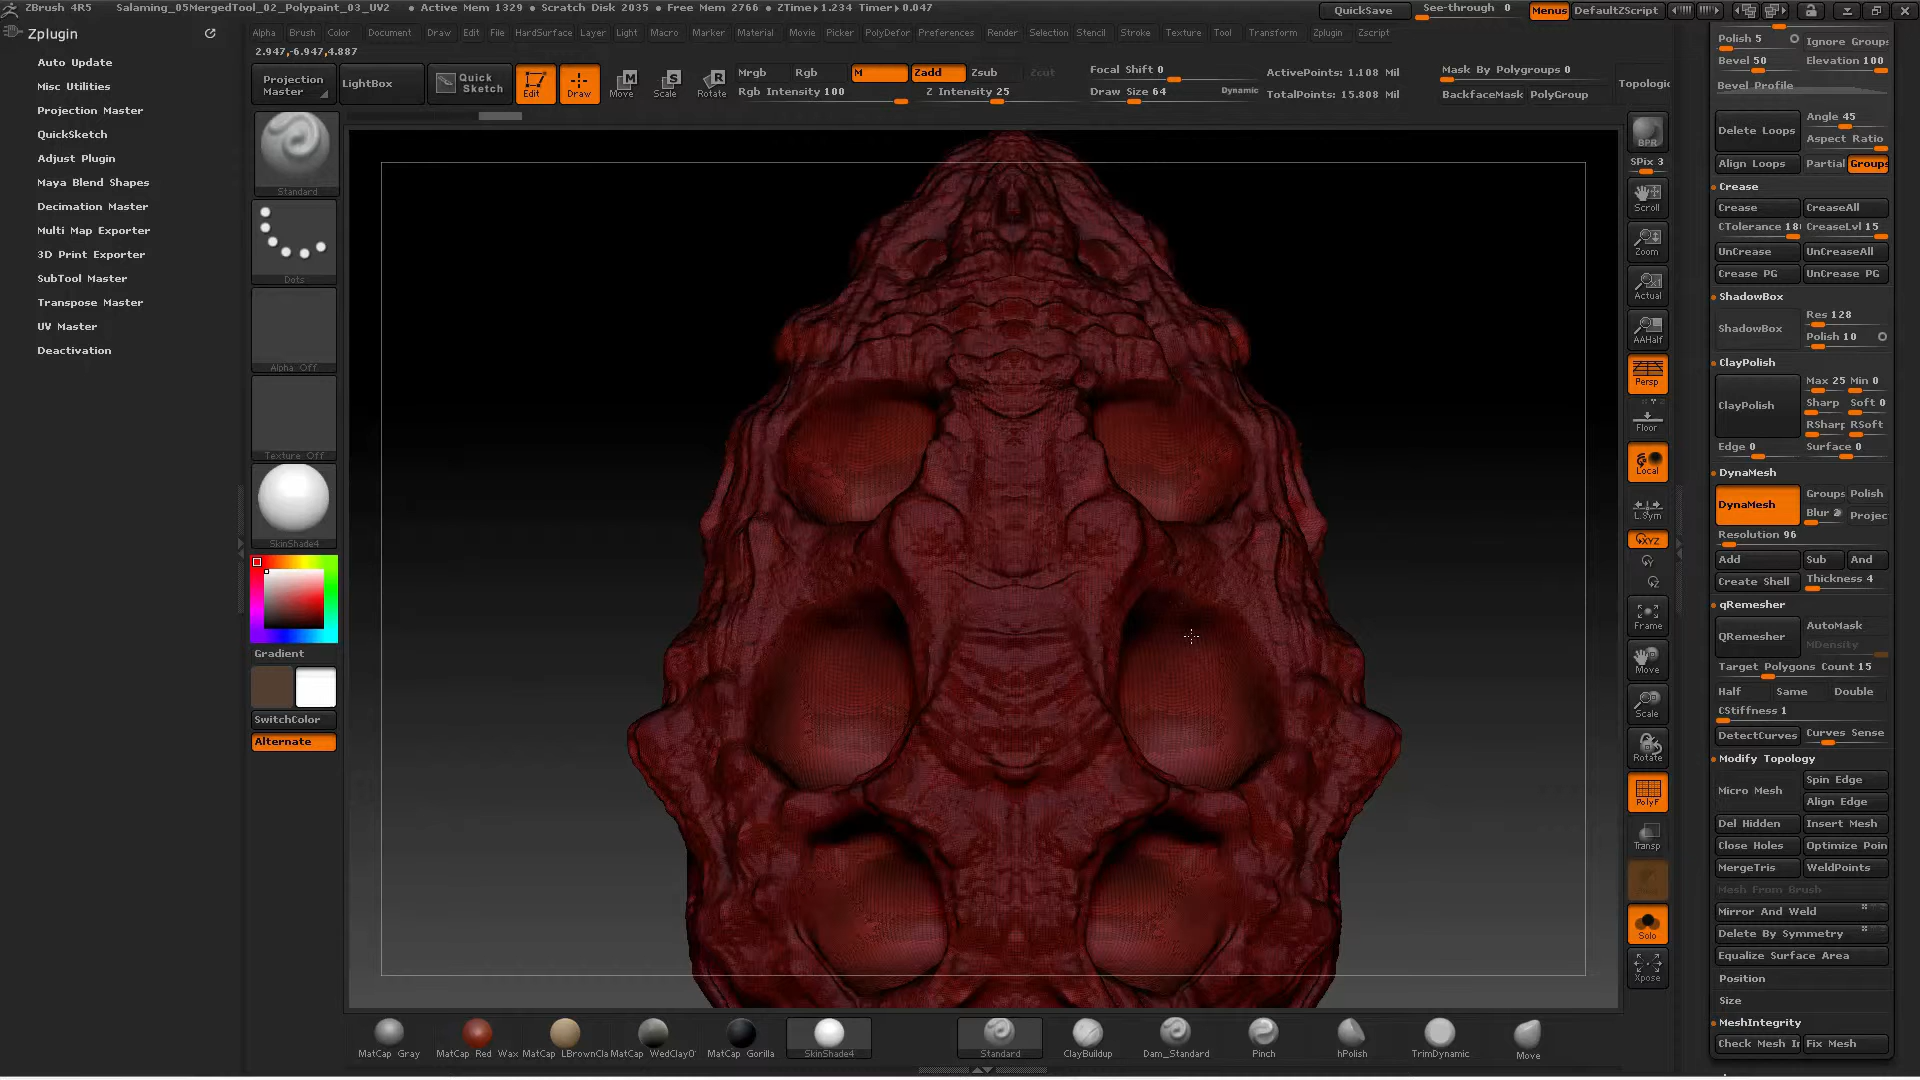 ZBrush 4R5 Salaming_05MergedTool_02_Polypaint_03_UV2 • Active Mem 1329 • Scratch Disk 2035 • Free Mem 2766 • ZTime▸1.234 Timer▸0.047 QuickSave See-through 0 Menus DefaultZScript
Zplugin
Alpha Brush Color Document Draw Edit File HardSurface Layer Light Macro Marker Material Movie Picker PolyDefor Preferences Render Selection Stencil Stroke Texture Tool Transform Zplugin Zscript
2.947,-6.947,4.887
Auto Update
Misc Utilities
Projection Master
QuickSketch
Adjust Plugin
Maya Blend Shapes
Decimation Master
Multi Map Exporter
3D Print Exporter
SubTool Master
Transpose Master
UV Master
Deactivation
Projection Master
LightBox
Quick Sketch
Edit
Draw
Move
Scale
Rotate
Mrgb Rgb M Zadd Zsub Zcut
Rgb Intensity 100 Z Intensity 25
Focal Shift 0
Draw Size 64 Dynamic
ActivePoints: 1.108 Mil
TotalPoints: 15.808 Mil
Mask By Polygroups 0
BackfaceMask PolyGroup
Topologic
Standard
Dots
Alpha Off
Texture Off
SkinShade4
Gradient
SwitchColor
Alternate
BPR
SPix 3
Scroll
Zoom
Actual
AAHalf
Persp
Floor
Local
L.Sym
XYZ
Y
Z
Frame
Move
Scale
Rotate
PolyF
Transp
Solo
Xpose
Polish 5 Ignore Groups
Bevel 50 Elevation 100
Bevel Profile
Delete Loops Angle 45
Aspect Ratio
Align Loops Partial Groups
Crease
Crease CreaseAll
CTolerance 18 CreaseLvl 15
UnCrease UnCreaseAll
Crease PG UnCrease PG
ShadowBox
ShadowBox Res 128
Polish 10
ClayPolish
ClayPolish Max 25 Min 0
Sharp Soft 0
RSharp RSoft
Edge 0 Surface 0
DynaMesh
DynaMesh Groups Polish
Blur 2 Projec
Resolution 96
Add Sub And
Create Shell Thickness 4
qRemesher
QRemesher AutoMask
MDensity
Target Polygons Count 15
Half Same Double
CStiffness 1
DetectCurves Curves Sense
Modify Topology
Micro Mesh Spin Edge
Align Edge
Del Hidden Insert Mesh
Close Holes Optimize Poin
MergeTris WeldPoints
Mesh From Brush
Mirror And Weld
Delete By Symmetry
Equalize Surface Area
Position
Size
MeshIntegrity
Check Mesh In Fix Mesh
MatCap Gray MatCap Red Wax MatCap LBrownCla MatCap WedClay0 MatCap Gorilla SkinShade4 Standard ClayBuildup Dam_Standard Pinch hPolish TrimDynamic Move